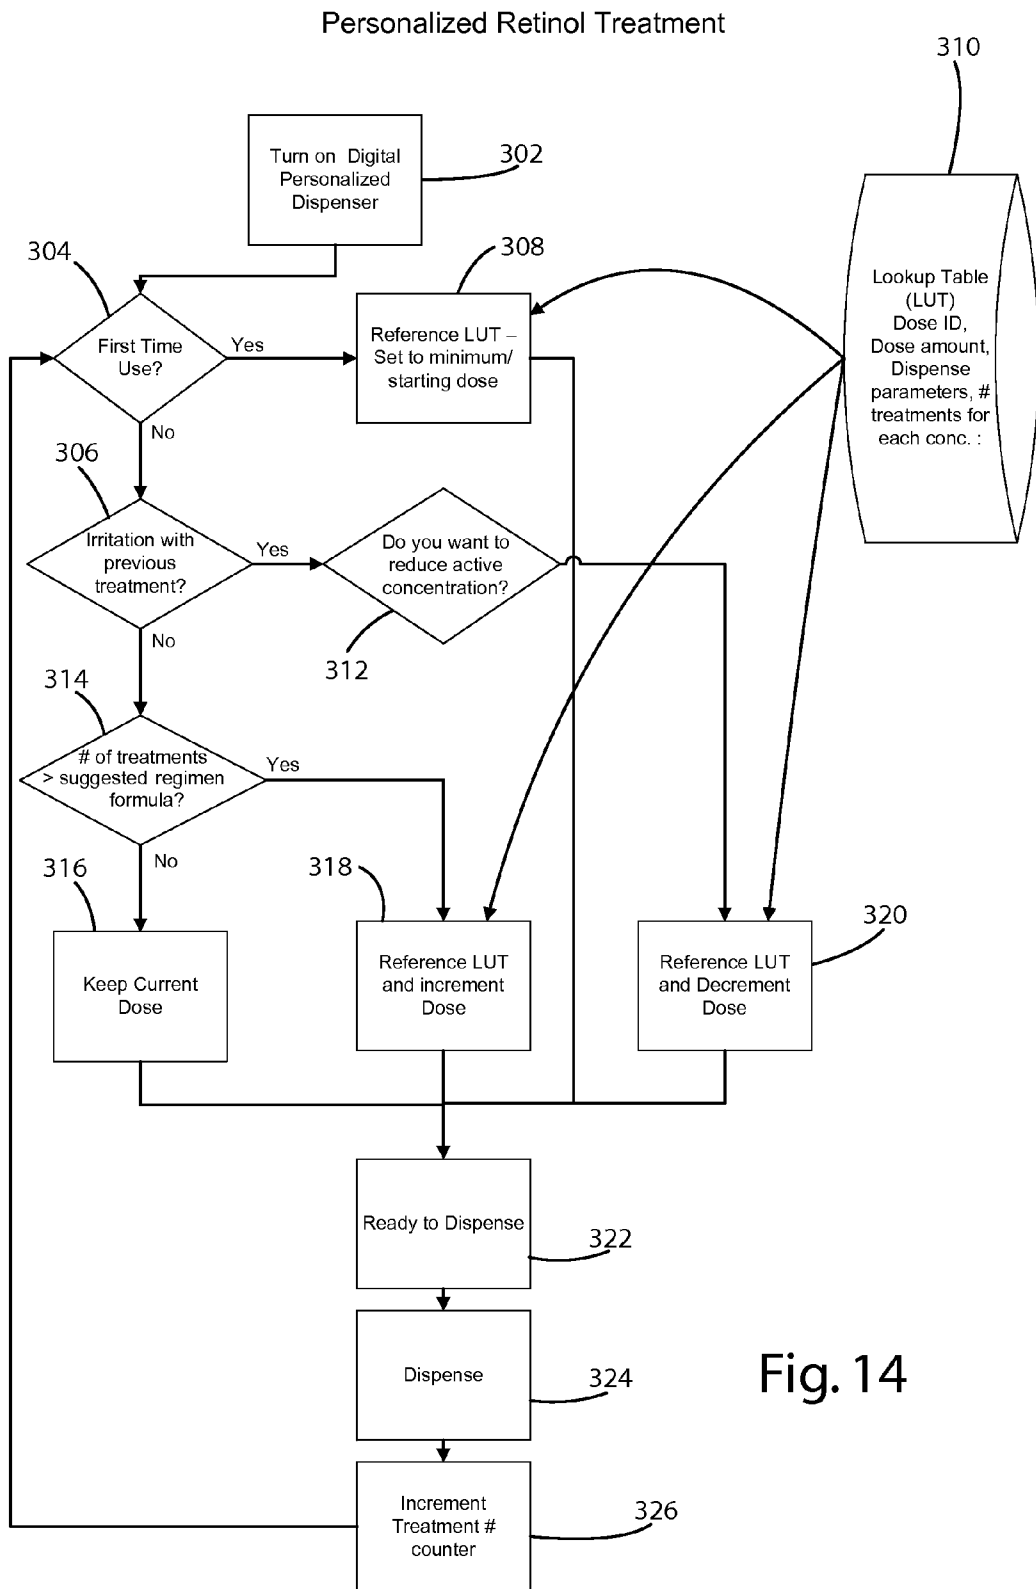 Personalized Retinol Treatment
310
Turn on Digital
Personalized
Dispenser
302
304
308
First Time
Use?
Yes
Reference LUT –
Set to minimum/
starting dose
Lookup Table
(LUT)
Dose ID,
Dose amount,
Dispense
parameters, #
treatments for
each conc. :
No
306
Irritation with
previous
treatment?
Yes
Do you want to
reduce active
concentration?
312
No
314
# of treatments
> suggested regimen
formula?
Yes
No
316
318
320
Keep Current
Dose
Reference LUT
and increment
Dose
Reference LUT
and Decrement
Dose
Ready to Dispense
322
Dispense
324
Fig. 14
Increment
Treatment #
counter
326